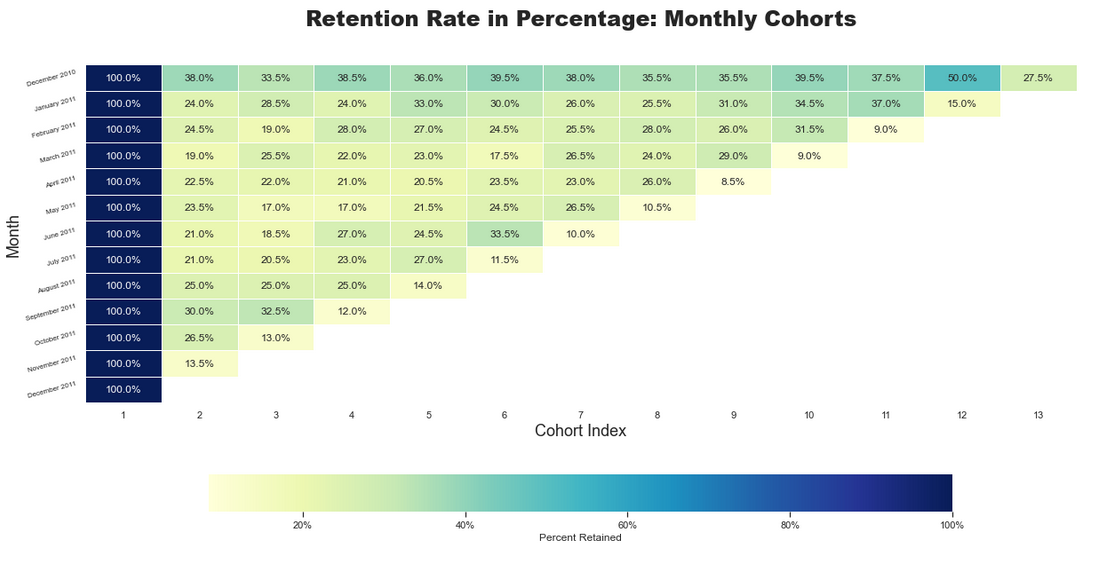 Retention Rate in Percentage: Monthly Cohorts
December 2010 100.0% 38.0% 33.5% 38.5% 36.0% 39.5% 38.0% 35.5% 35.5% 39.5% 37.5% 50.0% 27.5%
January 2011 100.0% 24.0% 28.5% 24.0% 33.0% 30.0% 26.0% 25.5% 31.0% 34.5% 37.0% 15.0%
February 2011 100.0% 24.5% 19.0% 28.0% 27.0% 24.5% 25.5% 28.0% 26.0% 31.5% 9.0%
March 2011 100.0% 19.0% 25.5% 22.0% 23.0% 17.5% 26.5% 24.0% 29.0% 9.0%
April 2011 100.0% 22.5% 22.0% 21.0% 20.5% 23.5% 23.0% 26.0% 8.5%
May 2011 100.0% 23.5% 17.0% 17.0% 21.5% 24.5% 26.5% 10.5%
June 2011 100.0% 21.0% 18.5% 27.0% 24.5% 33.5% 10.0%
July 2011 100.0% 21.0% 20.5% 23.0% 27.0% 11.5%
August 2011 100.0% 25.0% 25.0% 25.0% 14.0%
September 2011 100.0% 30.0% 32.5% 12.0%
October 2011 100.0% 26.5% 13.0%
November 2011 100.0% 13.5%
December 2011 100.0%
Month
1 2 3 4 5 6 7 8 9 10 11 12 13
Cohort Index
20% 40% 60% 80% 100%
Percent Retained